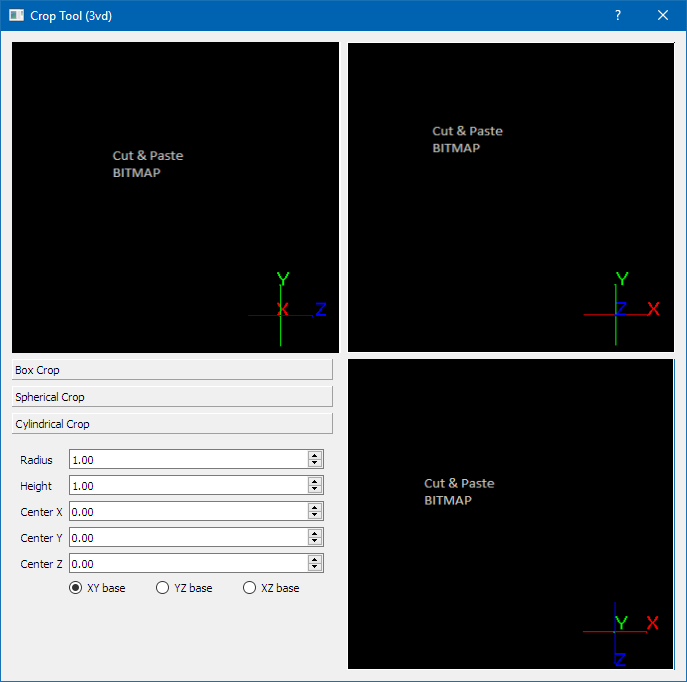 Crop Tool (3vd)
?
Cut & Paste
BITMAP
Y
X Z
Cut & Paste
BITMAP
Y
Z X
Box Crop
Spherical Crop
Cylindrical Crop
Radius 1.00
Height 1.00
Center X 0.00
Center Y 0.00
Center Z 0.00
XY base YZ base XZ base
Cut & Paste
BITMAP
Y X
Z